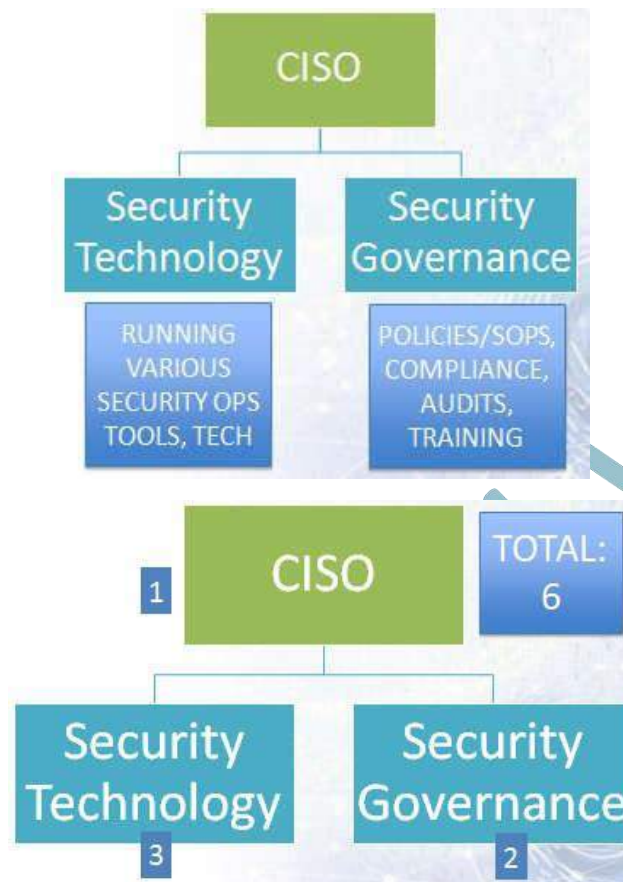 CISO
Security
Technology
Security
Governance
RUNNING
VARIOUS
SECURITY OPS
TOOLS, TECH
POLICIES/SOPS,
COMPLIANCE,
AUDITS,
TRAINING
1
CISO
TOTAL:
6
Security
Technology
3
Security
Governance
2